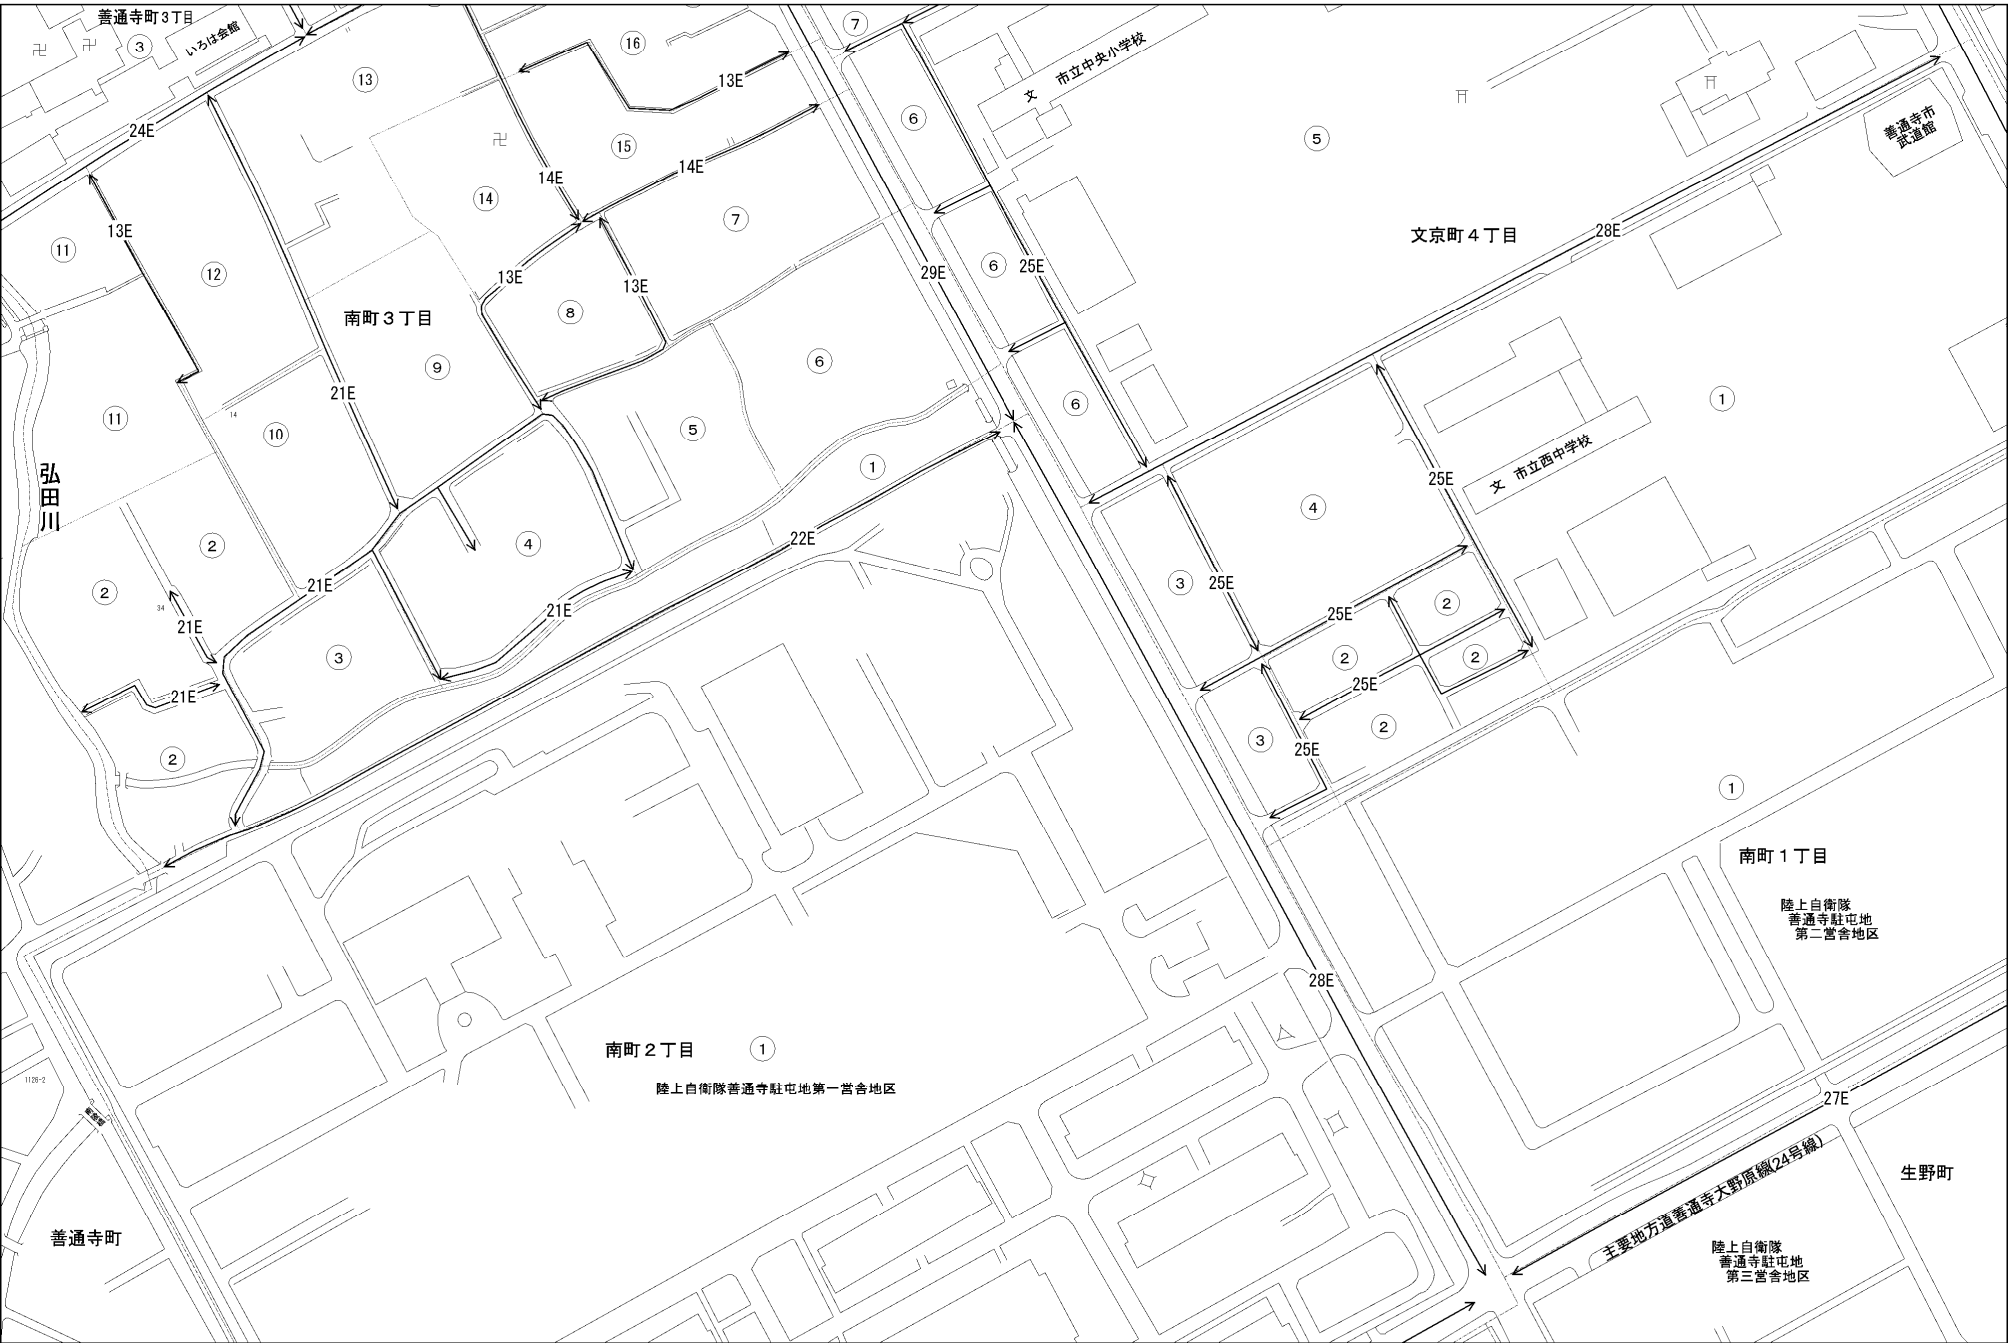 善通寺町3丁目
いろは会館
③
卍
卍
⑬
⑯
⑦
市立中央小学校
文
⑤
善通寺市
武道館
24E
13E
⑥
⑮
卍
14E
14E
⑭
13E
⑪
⑫
⑦
13E
⑧
13E
29E
⑥
25E
文京町4丁目
28E
南町3丁目
⑨
⑥
21E
⑪
14
⑩
⑤
①
⑥
①
弘田川
市立西中学校
文
25E
④
22E
②
④
②
34
21E
21E
21E
③
25E
②
25E
③
②
②
25E
21E
②
②
③
25E
①
南町1丁目
陸上自衛隊
善通寺駐屯地
第二営舎地区
28E
南町2丁目
①
陸上自衛隊善通寺駐屯地第一営舎地区
1126-2
27E
主要地方道善通寺大野原線(24号線)
生野町
善通寺町
陸上自衛隊
善通寺駐屯地
第三営舎地区